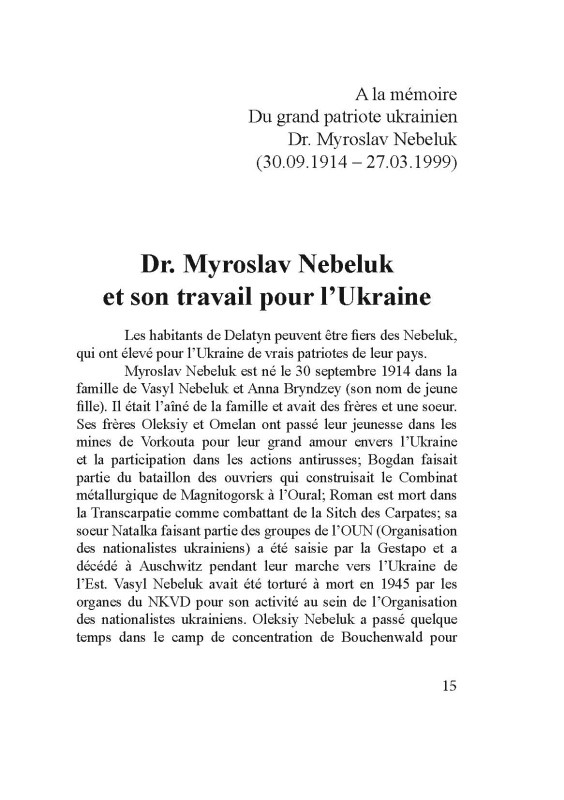 A la mémoire
Du grand patriote ukrainien
Dr. Myroslav Nebeluk
(30.09.1914 – 27.03.1999)
Dr. Myroslav Nebeluk
et son travail pour l’Ukraine
Les habitants de Delatyn peuvent être fiers des Nebeluk,
qui ont élevé pour l’Ukraine de vrais patriotes de leur pays.
Myroslav Nebeluk est né le 30 septembre 1914 dans la
famille de Vasyl Nebeluk et Anna Bryndzey (son nom de jeune
fille). Il était l’aîné de la famille et avait des frères et une soeur.
Ses frères Oleksiy et Omelan ont passé leur jeunesse dans les
mines de Vorkouta pour leur grand amour envers l’Ukraine
et la participation dans les actions antirusses; Bogdan faisait
partie du bataillon des ouvriers qui construisait le Combinat
métallurgique de Magnitogorsk à l’Oural; Roman est mort dans
la Transcarpatie comme combattant de la Sitch des Carpates; sa
soeur Natalka faisant partie des groupes de l’OUN (Organisation
des nationalistes ukrainiens) a été saisie par la Gestapo et a
décédé à Auschwitz pendant leur marche vers l’Ukraine de
l’Est. Vasyl Nebeluk avait été torturé à mort en 1945 par les
organes du NKVD pour son activité au sein de l’Organisation
des nationalistes ukrainiens. Oleksiy Nebeluk a passé quelque
temps dans le camp de concentration de Bouchenwald pour
15